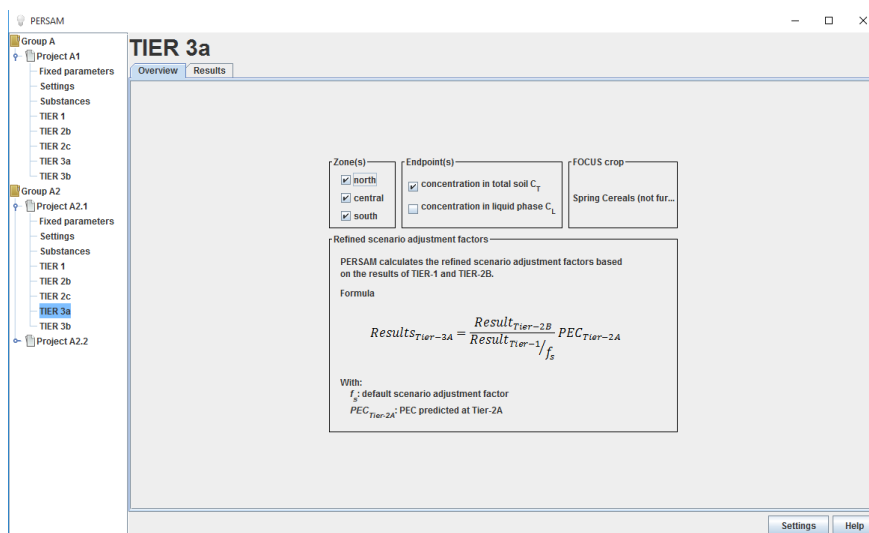 PERSAM
Group A
Project A1
Fixed parameters
Settings
Substances
TIER 1
TIER 2b
TIER 2c
TIER 3a
TIER 3b
Group A2
Project A2.1
Fixed parameters
Settings
Substances
TIER 1
TIER 2b
TIER 2c
TIER 3a
TIER 3b
Project A2.2
TIER 3a
Overview Results
Zone(s)
north
central
south
Endpoint(s)
concentration in total soil C_T
concentration in liquid phase C_L
FOCUS crop
Spring Cereals (not fur...
Refined scenario adjustment factors
PERSAM calculates the refined scenario adjustment factors based
on the results of TIER-1 and TIER-2B.
Formula
Results_Tier-3A = Result_Tier-2B / (Result_Tier-1 / f_s) PEC_Tier-2A
With:
f_s: default scenario adjustment factor
PEC_Tier-2A: PEC predicted at Tier-2A
Settings Help